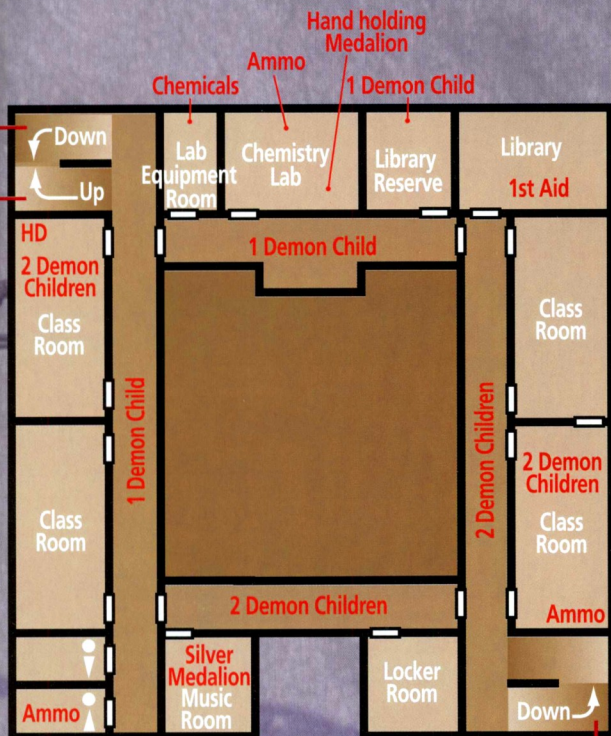 Hand holding
Medalion
Ammo
Chemicals
1 Demon Child
Down
Up
Lab
Equipment
Room
Chemistry
Lab
Library
Reserve
Library
1st Aid
HD
2 Demon
Children
Class
Room
1 Demon Child
Class
Room
1 Demon Child
2 Demon Children
Class
Room
2 Demon
Children
Class
Room
Ammo
Class
Room
2 Demon Children
Silver
Medalion
Music
Room
Locker
Room
Ammo
Down